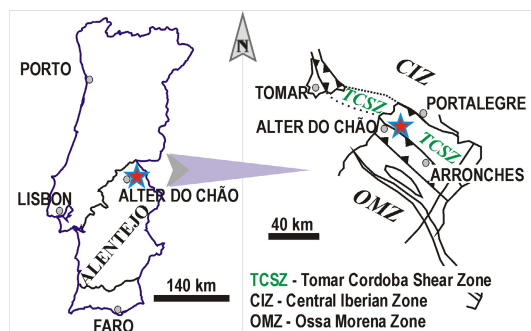 PORTO
LISBON
ALTER DO CHÃO
ALENTEJO
140 km
FARO
N
CIZ
TOMAR
TCSZ
PORTALEGRE
ALTER DO CHÃO
TCSZ
ARRONCHES
OMZ
40 km
TCSZ - Tomar Cordoba Shear Zone
CIZ - Central Iberian Zone
OMZ - Ossa Morena Zone